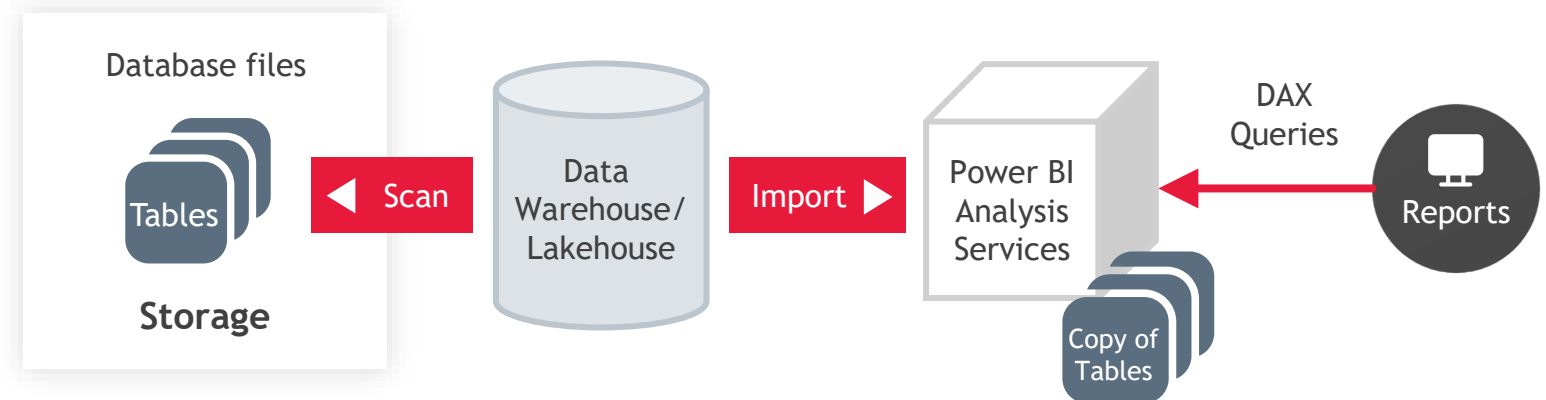 Database files
Tables
Storage
Scan
Data
Warehouse/
Lakehouse
Import
Power BI
Analysis
Services
Copy of
Tables
DAX
Queries
Reports